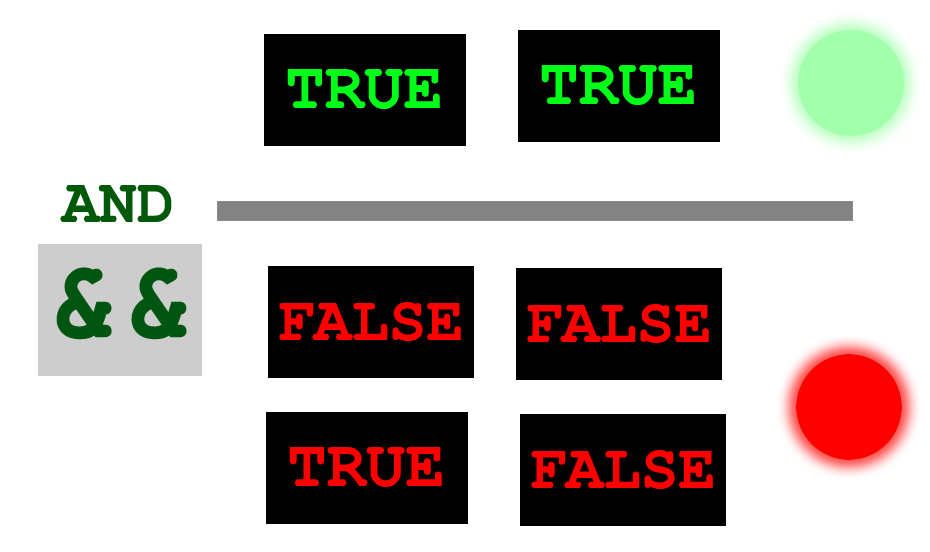 TRUE TRUE
AND
&&
FALSE FALSE
TRUE FALSE